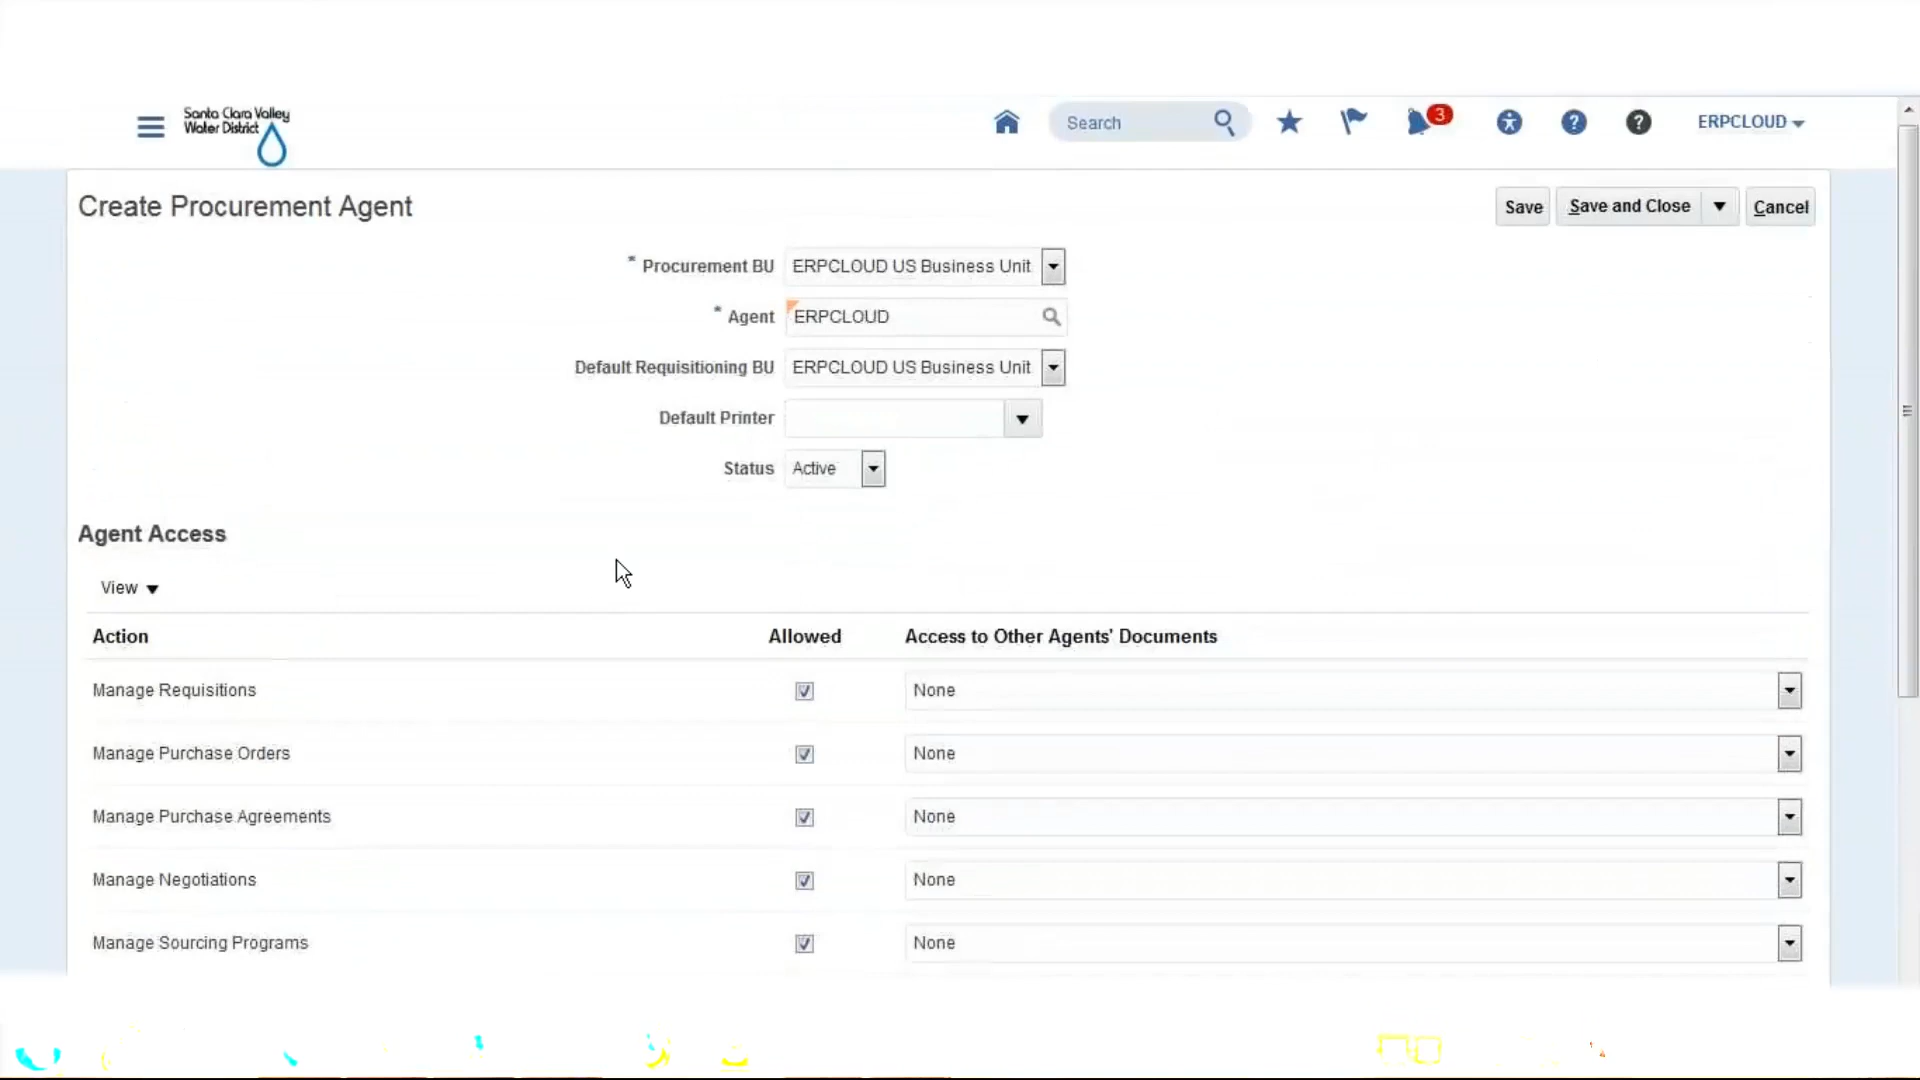 Santa Clara Valley
Water District
Search
3
ERPCLOUD
Create Procurement Agent
Save
Save and Close
Cancel
* Procurement BU
ERPCLOUD US Business Unit
* Agent
ERPCLOUD
Default Requisitioning BU
ERPCLOUD US Business Unit
Default Printer
Status
Active
Agent Access
View
Action
Allowed
Access to Other Agents' Documents
Manage Requisitions
None
Manage Purchase Orders
None
Manage Purchase Agreements
None
Manage Negotiations
None
Manage Sourcing Programs
None